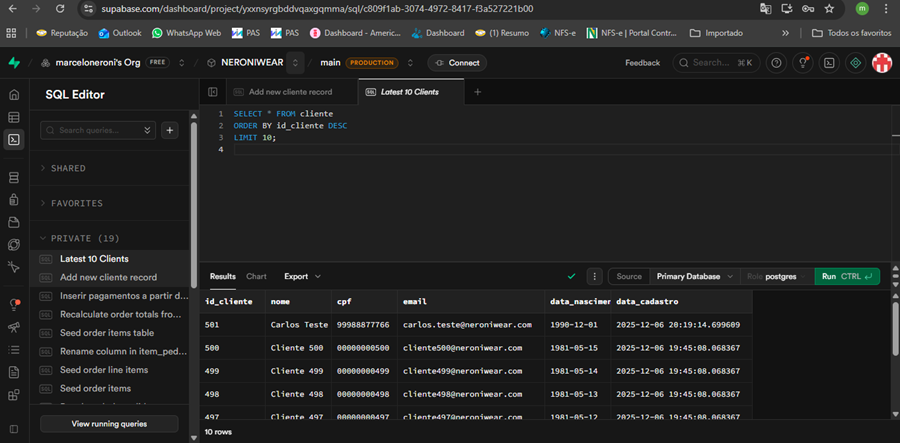 supabase.com/dashboard/project/yxxnsyrgbddvqaxgqmma/sql/c809f1ab-3074-4972-8417-f3a527221b00
m
Reputação Outlook WhatsApp Web PAS PAS Dashboard - Americ... Dashboard (1) Resumo NFS-e NFS-e | Portal Contr... Importado » Todos os favoritos
marceloneroni's Org FREE NERONIWEAR main PRODUCTION Connect Feedback Search... ⌘K
SQL Editor
SQL Add new cliente record SQL Latest 10 Clients +
Search queries... +
1 SELECT * FROM cliente
2 ORDER BY id_cliente DESC
3 LIMIT 10;
4
SHARED
FAVORITES
PRIVATE (19)
SQL Latest 10 Clients
SQL Add new cliente record
SQL Inserir pagamentos a partir d...
SQL Recalculate order totals fro...
SQL Seed order items table
SQL Rename column in item_ped...
SQL Seed order line items
SQL Seed order items
View running queries
Results Chart Export Source Primary Database Role postgres Run CTRL ↵
id_cliente nome cpf email data_nascimer data_cadastro
501 Carlos Teste 99988877766 carlos.teste@neroniwear.com 1990-12-01 2025-12-06 20:19:14.699609
500 Cliente 500 00000000500 cliente500@neroniwear.com 1981-05-15 2025-12-06 19:45:08.068367
499 Cliente 499 00000000499 cliente499@neroniwear.com 1981-05-14 2025-12-06 19:45:08.068367
498 Cliente 498 00000000498 cliente498@neroniwear.com 1981-05-13 2025-12-06 19:45:08.068367
497 Cliente 497 00000000497 cliente497@neroniwear.com 1981-05-12 2025-12-06 19:45:08.068367
10 rows